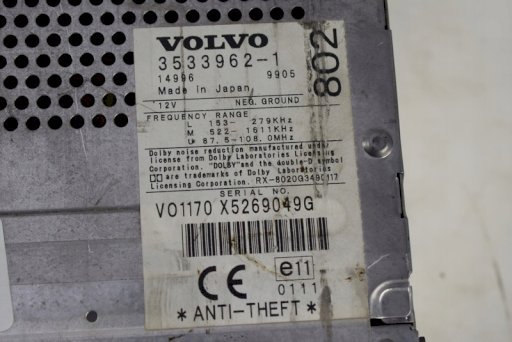 VOLVO
3533962-1
14996 9905
Made in Japan
802
12V NEG. GROUND
FREQUENCY RANGE
L 153- 279KHz
M 522-1611KHz
U 87.5-108.0MHz
Dolby noise reduction manufactured under
license from Dolby Laboratories Licensing
Corporation. "DOLBY" and the double-D symbol
are trademarks of Dolby Laboratories
Licensing Corporation.
SERIAL NO.
VO1170 X5269049G
CE
e11
0111
*ANTI-THEFT*